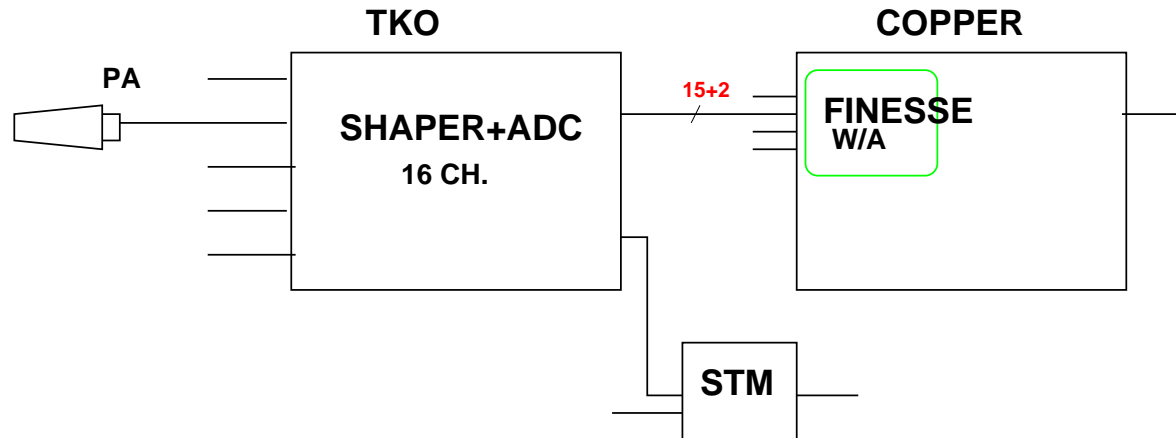 TKO
COPPER
PA
15+2
SHAPER+ADC
16 CH.
FINESSE
W/A
STM